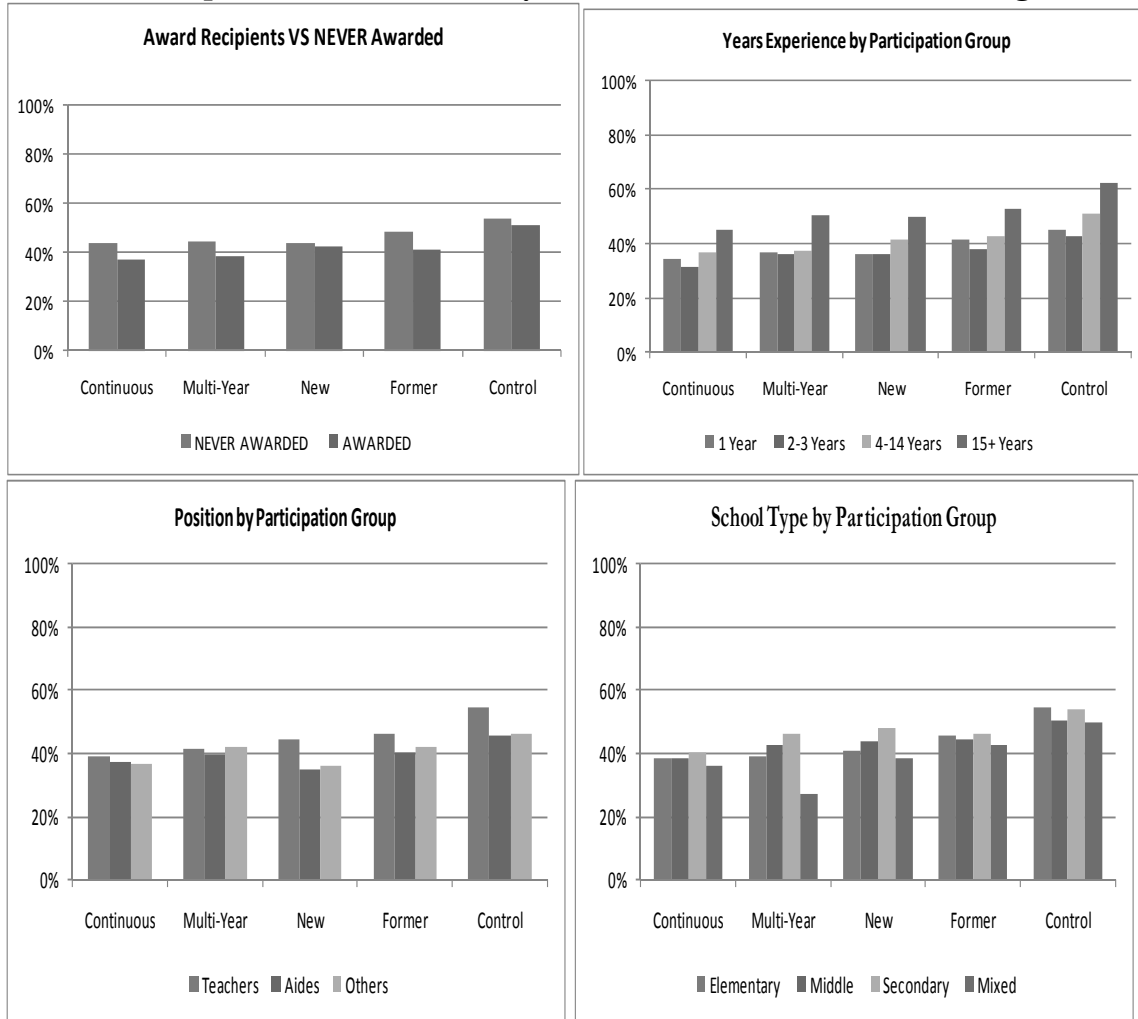 Award Recipients VS NEVER Awarded
100%
80%
60%
40%
20%
0%
Continuous Multi-Year New Former Control
NEVER AWARDED AWARDED
Years Experience by Participation Group
100%
80%
60%
40%
20%
0%
Continuous Multi-Year New Former Control
1 Year 2-3 Years 4-14 Years 15+ Years
Position by Participation Group
100%
80%
60%
40%
20%
0%
Continuous Multi-Year New Former Control
Teachers Aides Others
School Type by Participation Group
100%
80%
60%
40%
20%
0%
Continuous Multi-Year New Former Control
Elementary Middle Secondary Mixed